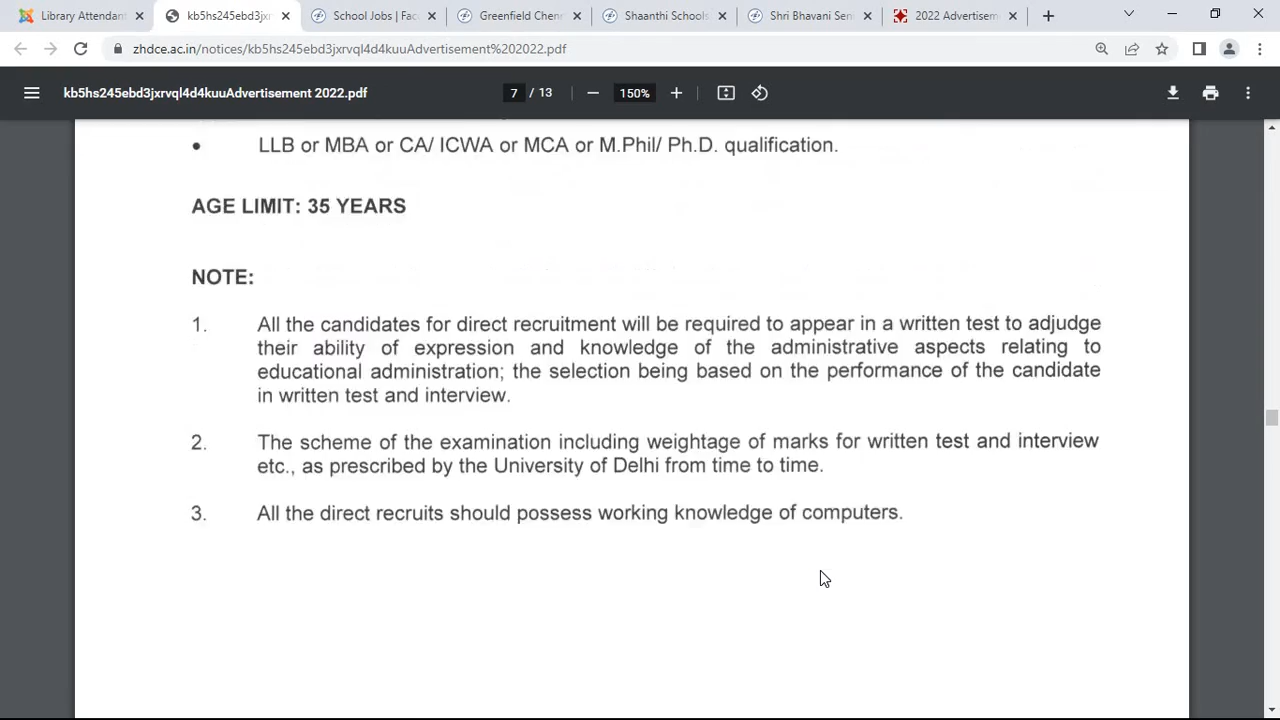 Library Attendant
kb5hs245ebd3jxr
School Jobs | Fac
Greenfield Chenn
Shaanthi Schools
Shri Bhavani Sen
2022 Advertisem
zhdce.ac.in/notices/kb5hs245ebd3jxrvql4d4kuuAdvertisement%202022.pdf
kb5hs245ebd3jxrvql4d4kuuAdvertisement 2022.pdf
7 / 13
150%
• LLB or MBA or CA/ ICWA or MCA or M.Phil/ Ph.D. qualification.
AGE LIMIT: 35 YEARS
NOTE:
1. All the candidates for direct recruitment will be required to appear in a written test to adjudge
their ability of expression and knowledge of the administrative aspects relating to
educational administration; the selection being based on the performance of the candidate
in written test and interview.
2. The scheme of the examination including weightage of marks for written test and interview
etc., as prescribed by the University of Delhi from time to time.
3. All the direct recruits should possess working knowledge of computers.